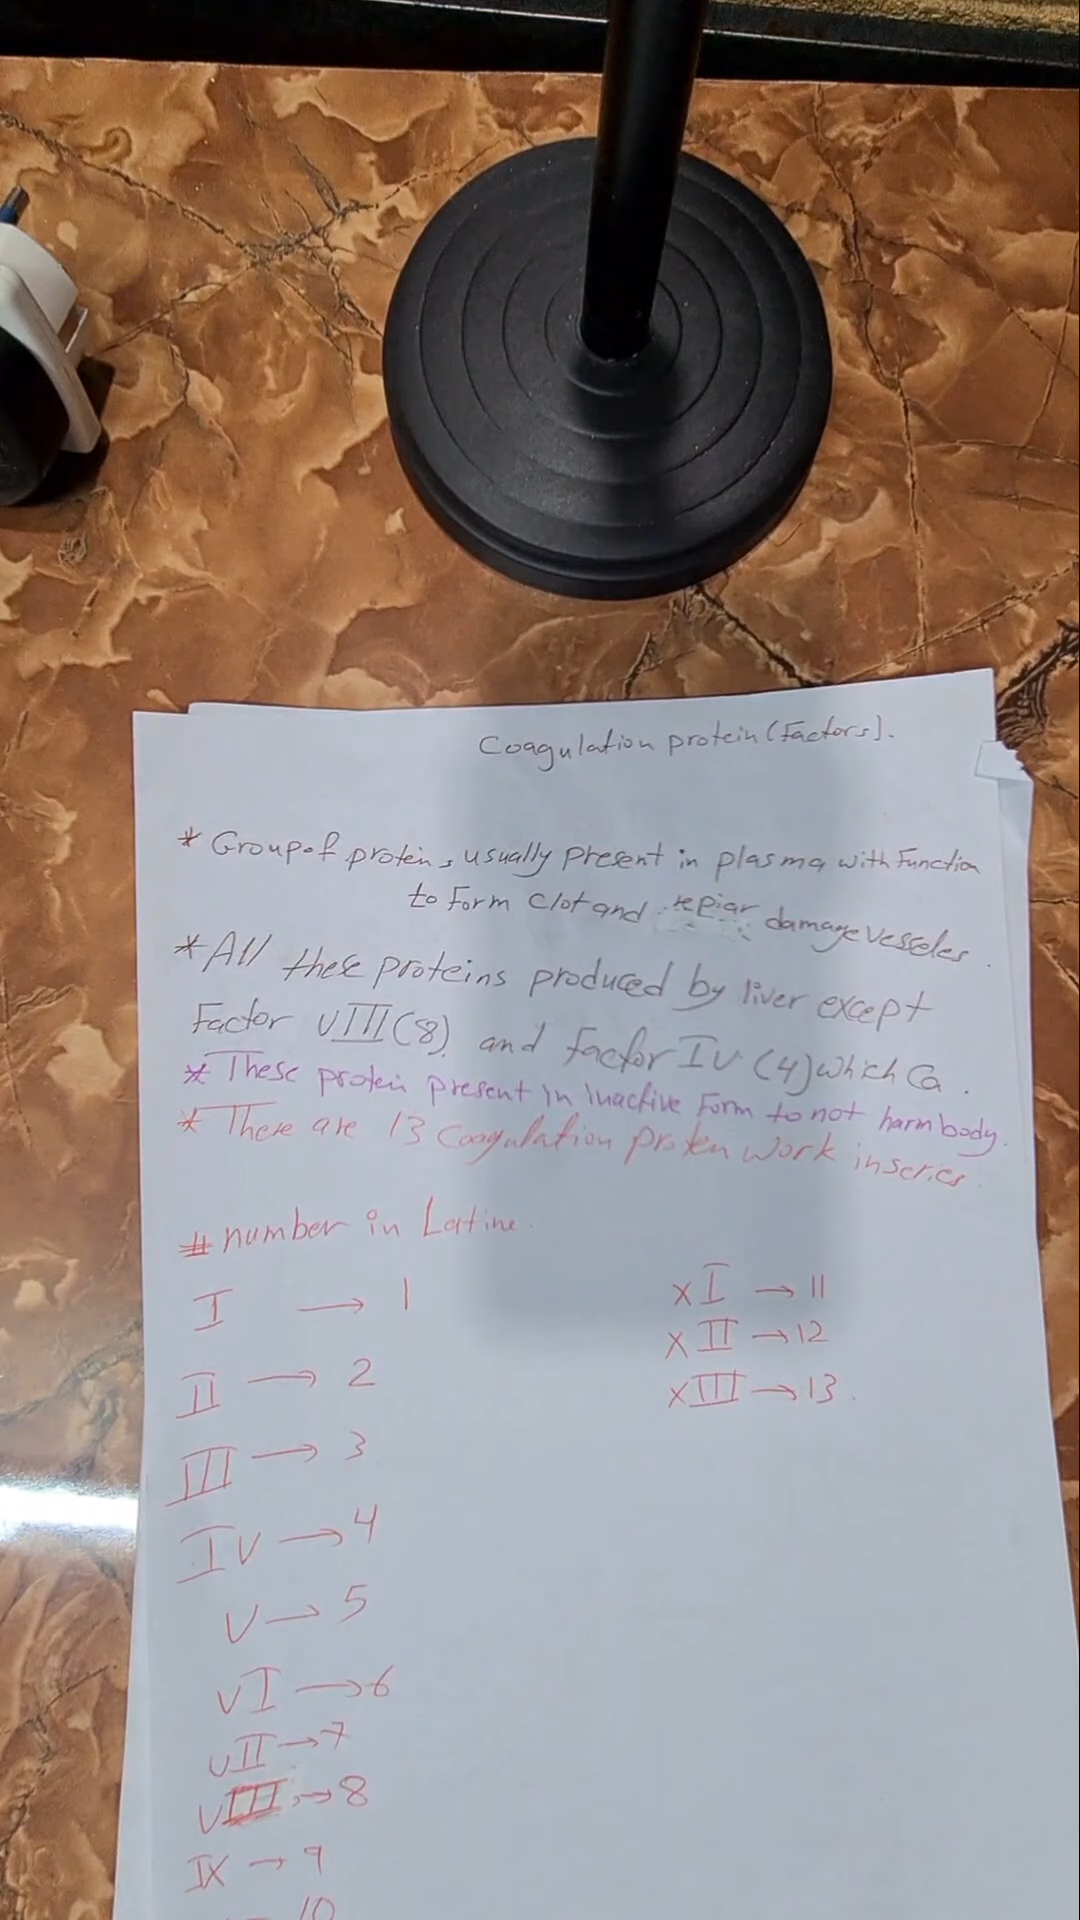 Coagulation protein (Factors).
* Group of protein, usually present in plasma with Function
to Form Clot and repiar damage vesseles.
* All these proteins produced by liver except
Factor VIII (8), and factor IV (4) which Ca.
* These protein present in inactive Form to not harm body.
* There are 13 Coagulation protein work in series.
# number in Latine.
I → 1
II → 2
III → 3
IV → 4
V → 5
VI → 6
VII → 7
VIII → 8
IX → 9
10
XI → 11
XII → 12
XIII → 13.